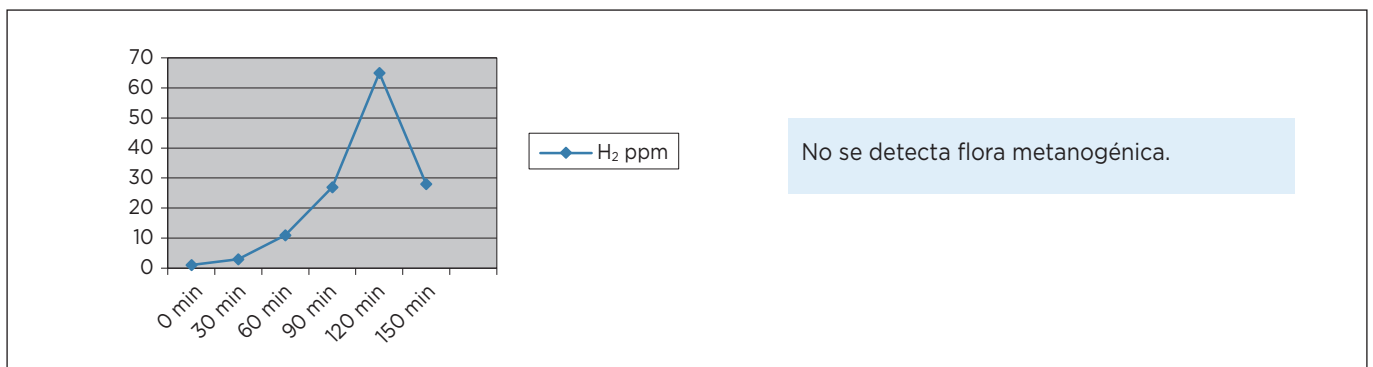 70
60
50
40
30
20
10
0
0 min
30 min
60 min
90 min
120 min
150 min
H₂ ppm
No se detecta flora metanogénica.